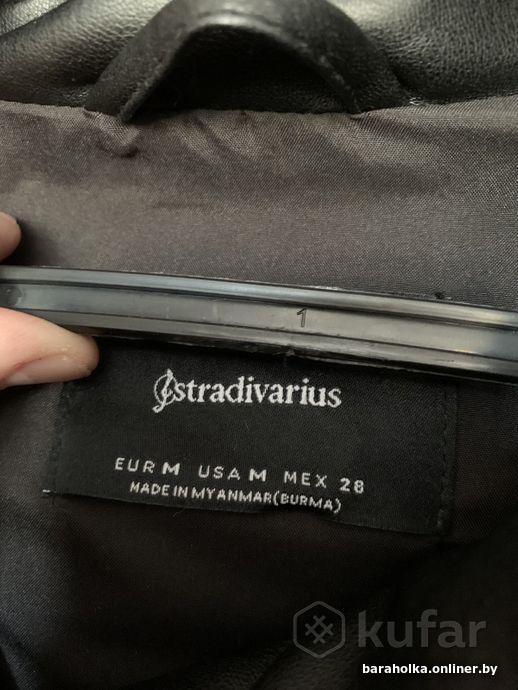 1
stradivarius
EUR M USA M MEX 28
MADE IN MYANMAR(BURMA)
kufar
baraholka.onliner.by